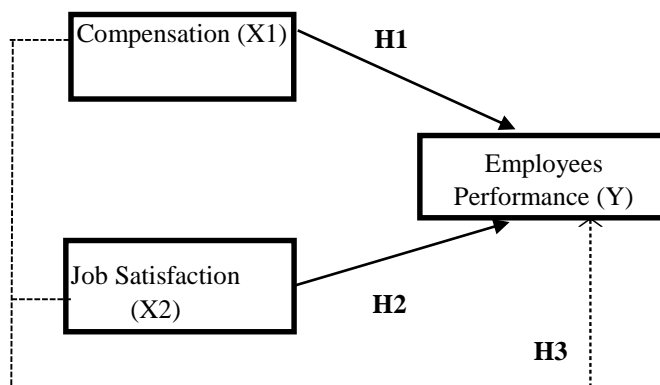 Compensation (X1)
H1
Employees
Performance (Y)
Job Satisfaction
(X2)
H2
H3